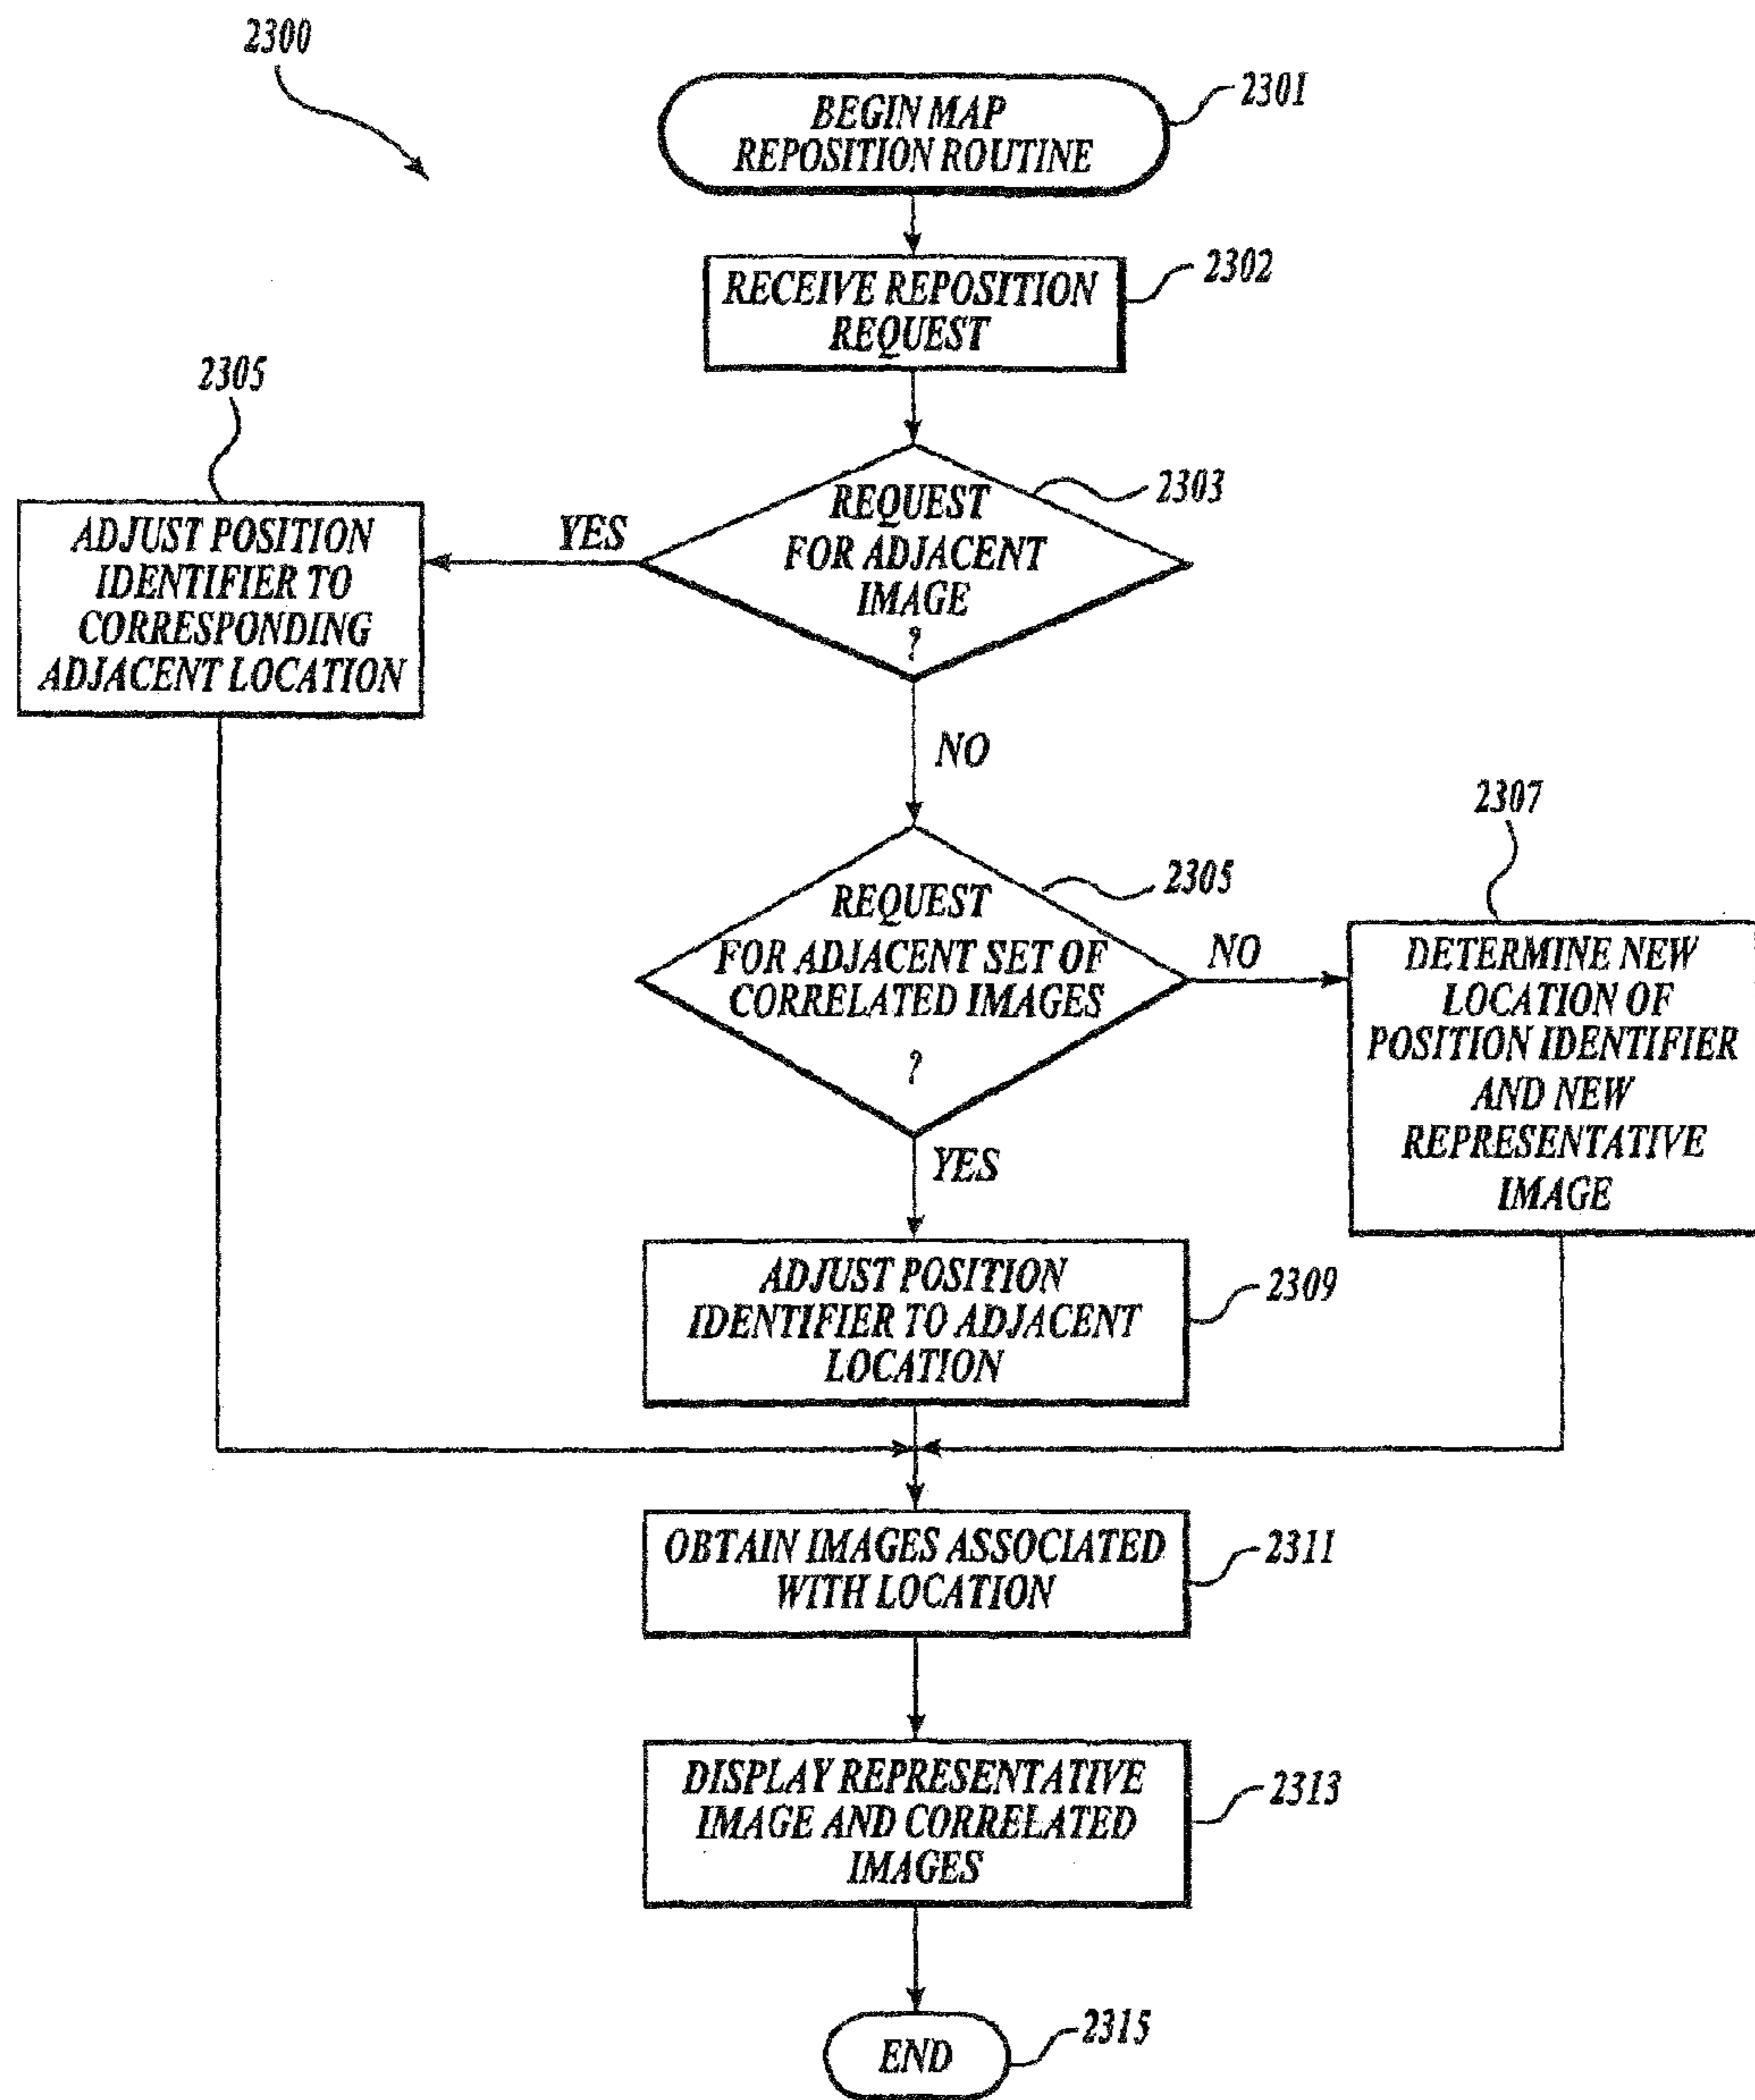 2300
BEGIN MAP
REPOSITION ROUTINE
2301
RECEIVE REPOSITION
REQUEST
2302
2305
ADJUST POSITION
IDENTIFIER TO
CORRESPONDING
ADJACENT LOCATION
YES
REQUEST
FOR ADJACENT
IMAGE
?
2303
NO
REQUEST
FOR ADJACENT SET OF
CORRELATED IMAGES
?
2305
NO
2307
DETERMINE NEW
LOCATION OF
POSITION IDENTIFIER
AND NEW
REPRESENTATIVE
IMAGE
YES
ADJUST POSITION
IDENTIFIER TO ADJACENT
LOCATION
2309
OBTAIN IMAGES ASSOCIATED
WITH LOCATION
2311
DISPLAY REPRESENTATIVE
IMAGE AND CORRELATED
IMAGES
2313
END
2315